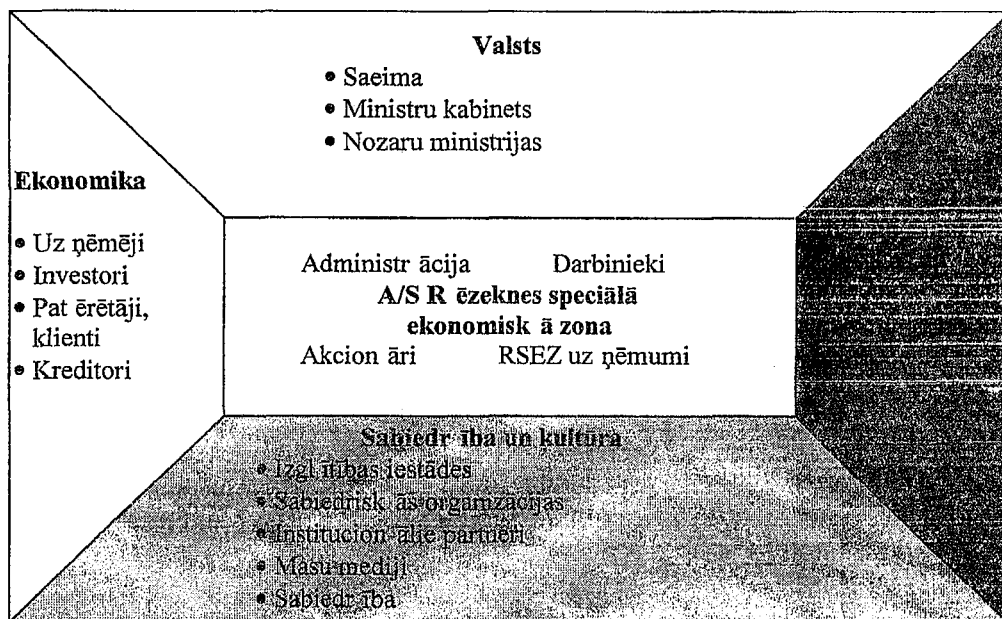 Valsts
• Saeima
• Ministru kabinets
• Nozaru ministrijas
Ekonomika
• Uz ņēmēji
• Investori
• Pat ērētāji,
klienti
• Kreditori
Administr ācija Darbinieki
A/S R ēzeknes speciālā
ekonomisk ā zona
Akcion āri RSEZ uz ņēmumi
Sabiedr ība un kultūra
• Izgl ītības iestādes
• Sabiedrisk ās organizācijas
• Institucion ālie partneri
• Masu mediji
• Sabiedr ība